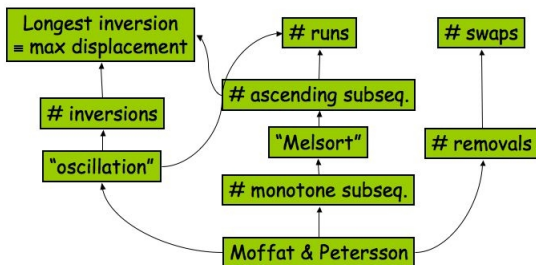 Longest inversion
≡ max displacement
# runs
# swaps
# ascending subseq.
# inversions
"Melsort"
# removals
"oscillation"
# monotone subseq.
Moffat & Petersson